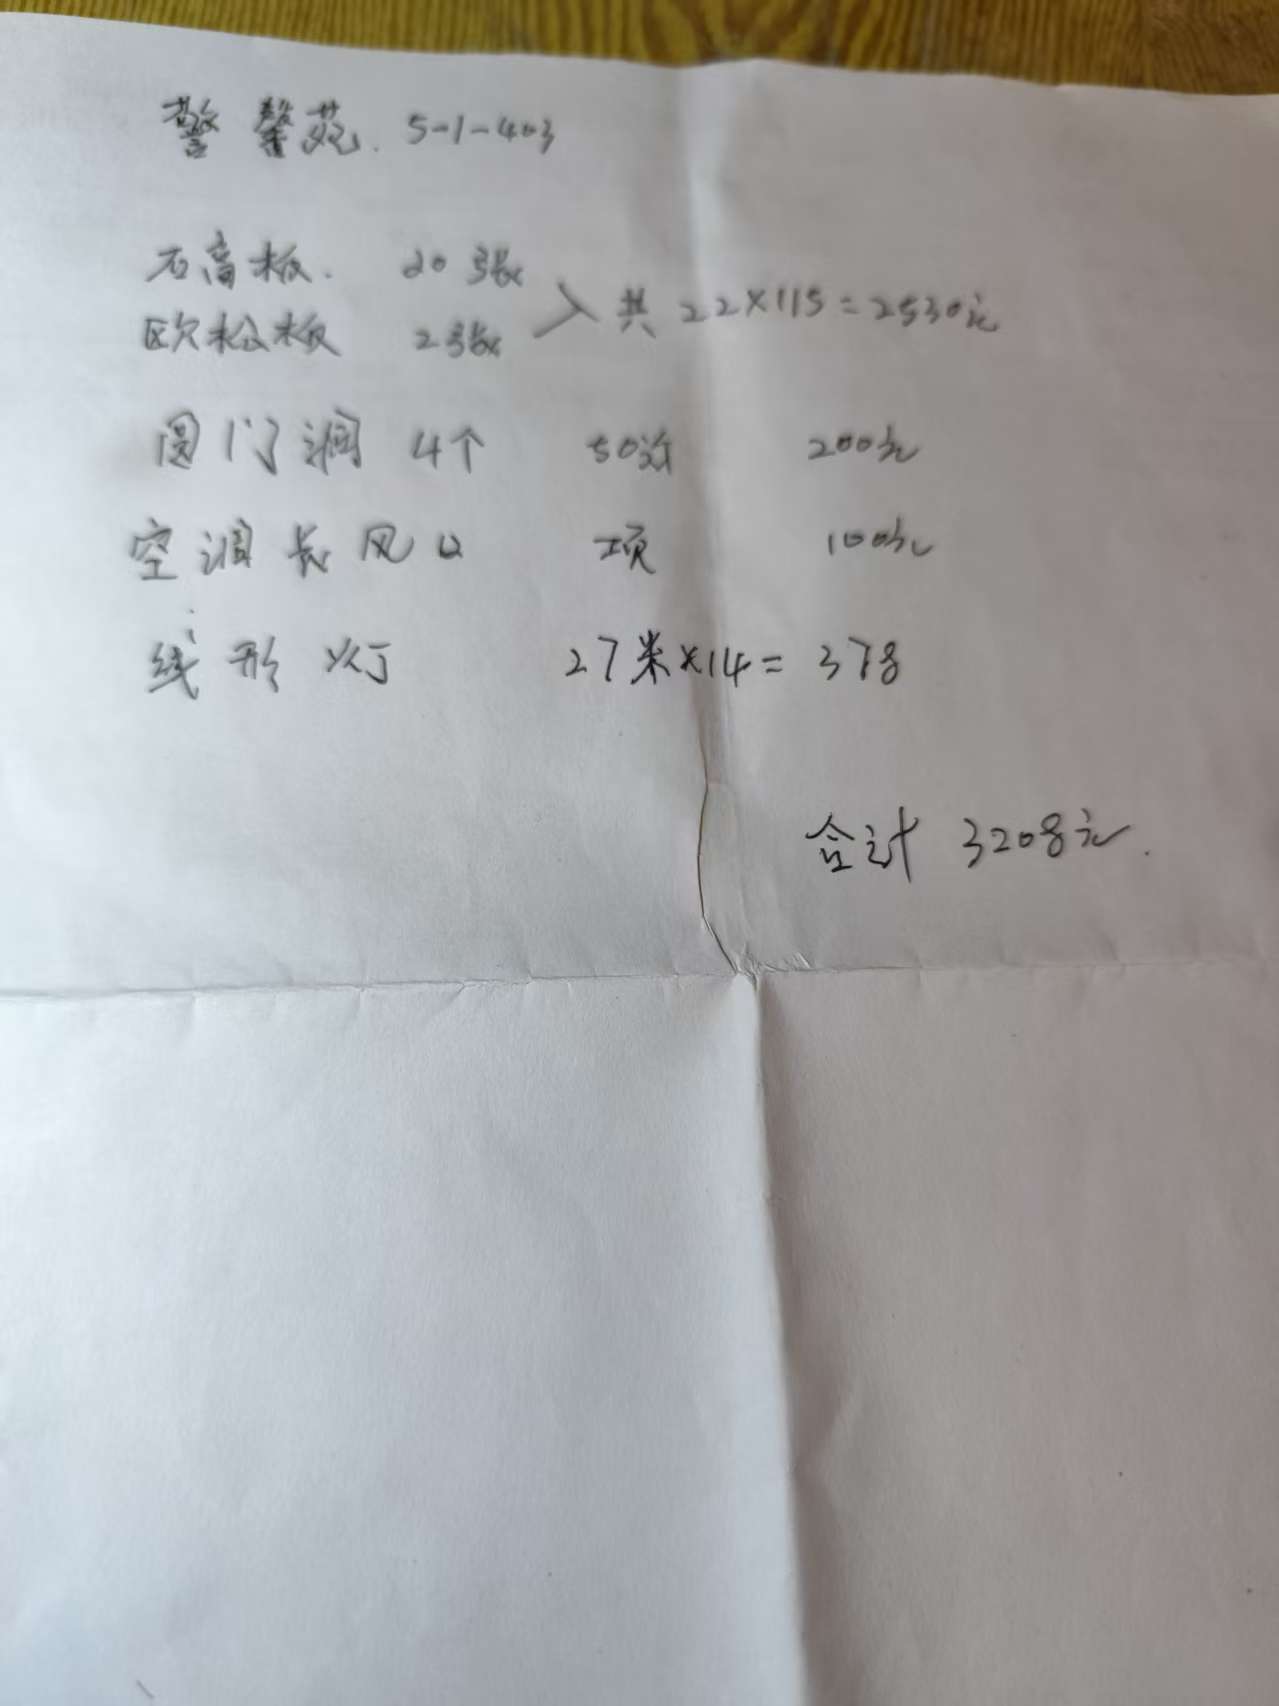 警馨苑. 5-1-403
石膏板. 20张
欧松板 2张
共 22×115=2530元
圆门洞 4个 50每 200元
空调长风口 项 100元
线形灯 27米×14=378
合计 3208元.